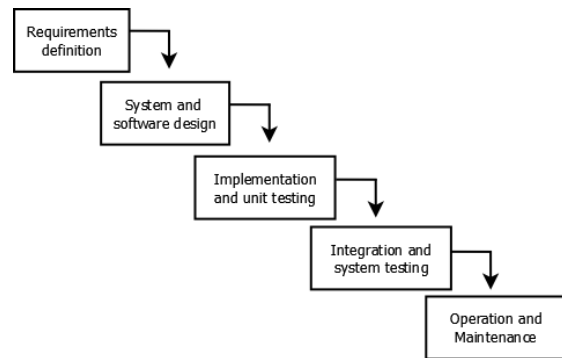 Requirements
definition
System and
software design
Implementation
and unit testing
Integration and
system testing
Operation and
Maintenance